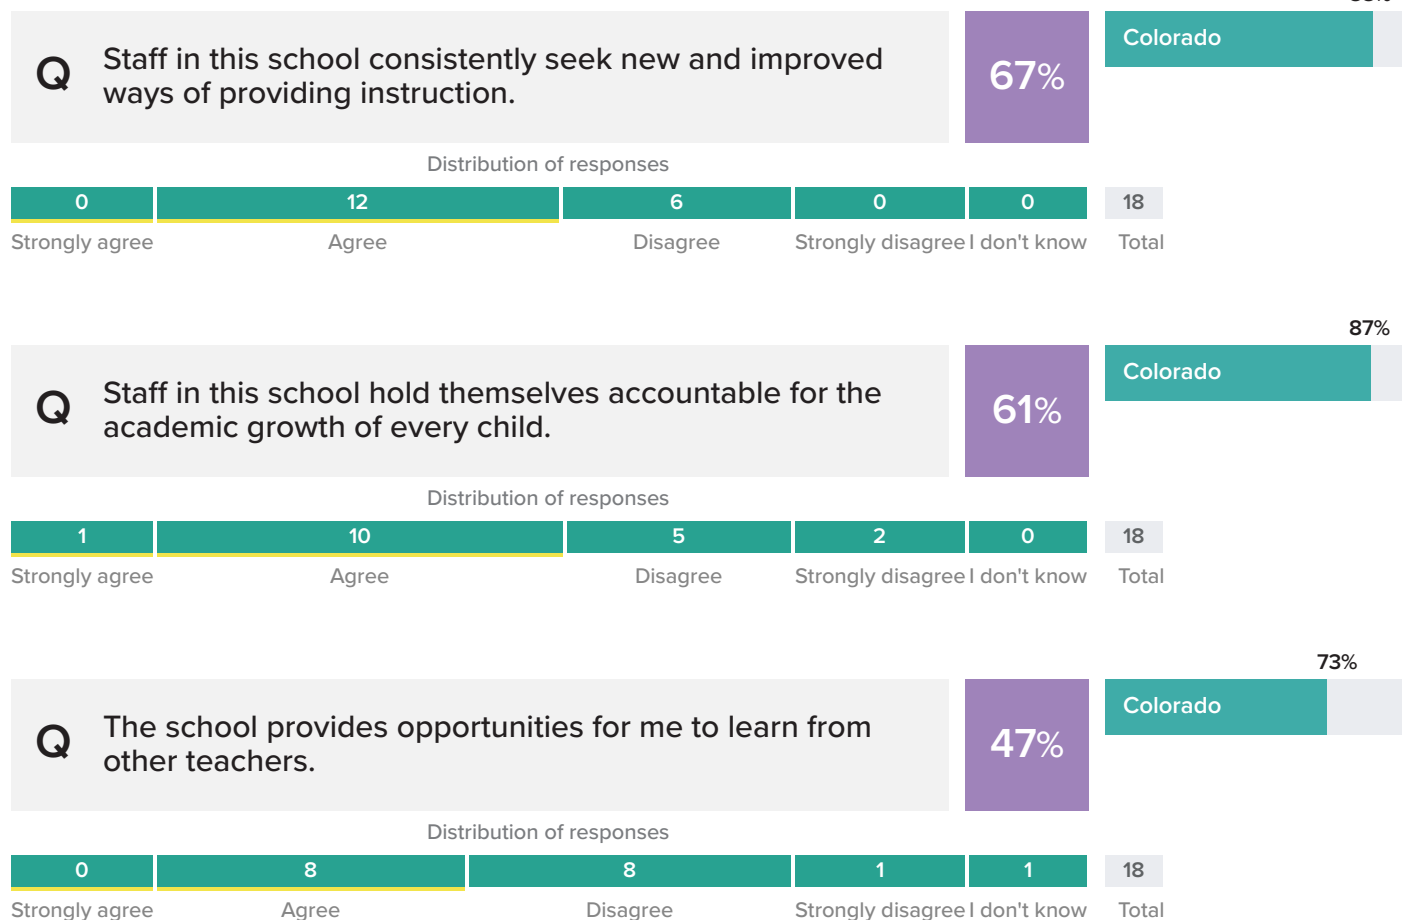 Q
Staff in this school consistently seek new and improved
ways of providing instruction.
67%
Colorado
Distribution of responses
0 12 6 0 0 18
Strongly agree Agree Disagree Strongly disagree I don't know Total
87%
Q
Staff in this school hold themselves accountable for the
academic growth of every child.
61%
Colorado
Distribution of responses
1 10 5 2 0 18
Strongly agree Agree Disagree Strongly disagree I don't know Total
73%
Q
The school provides opportunities for me to learn from
other teachers.
47%
Colorado
Distribution of responses
0 8 8 1 1 18
Strongly agree Agree Disagree Strongly disagree I don't know Total